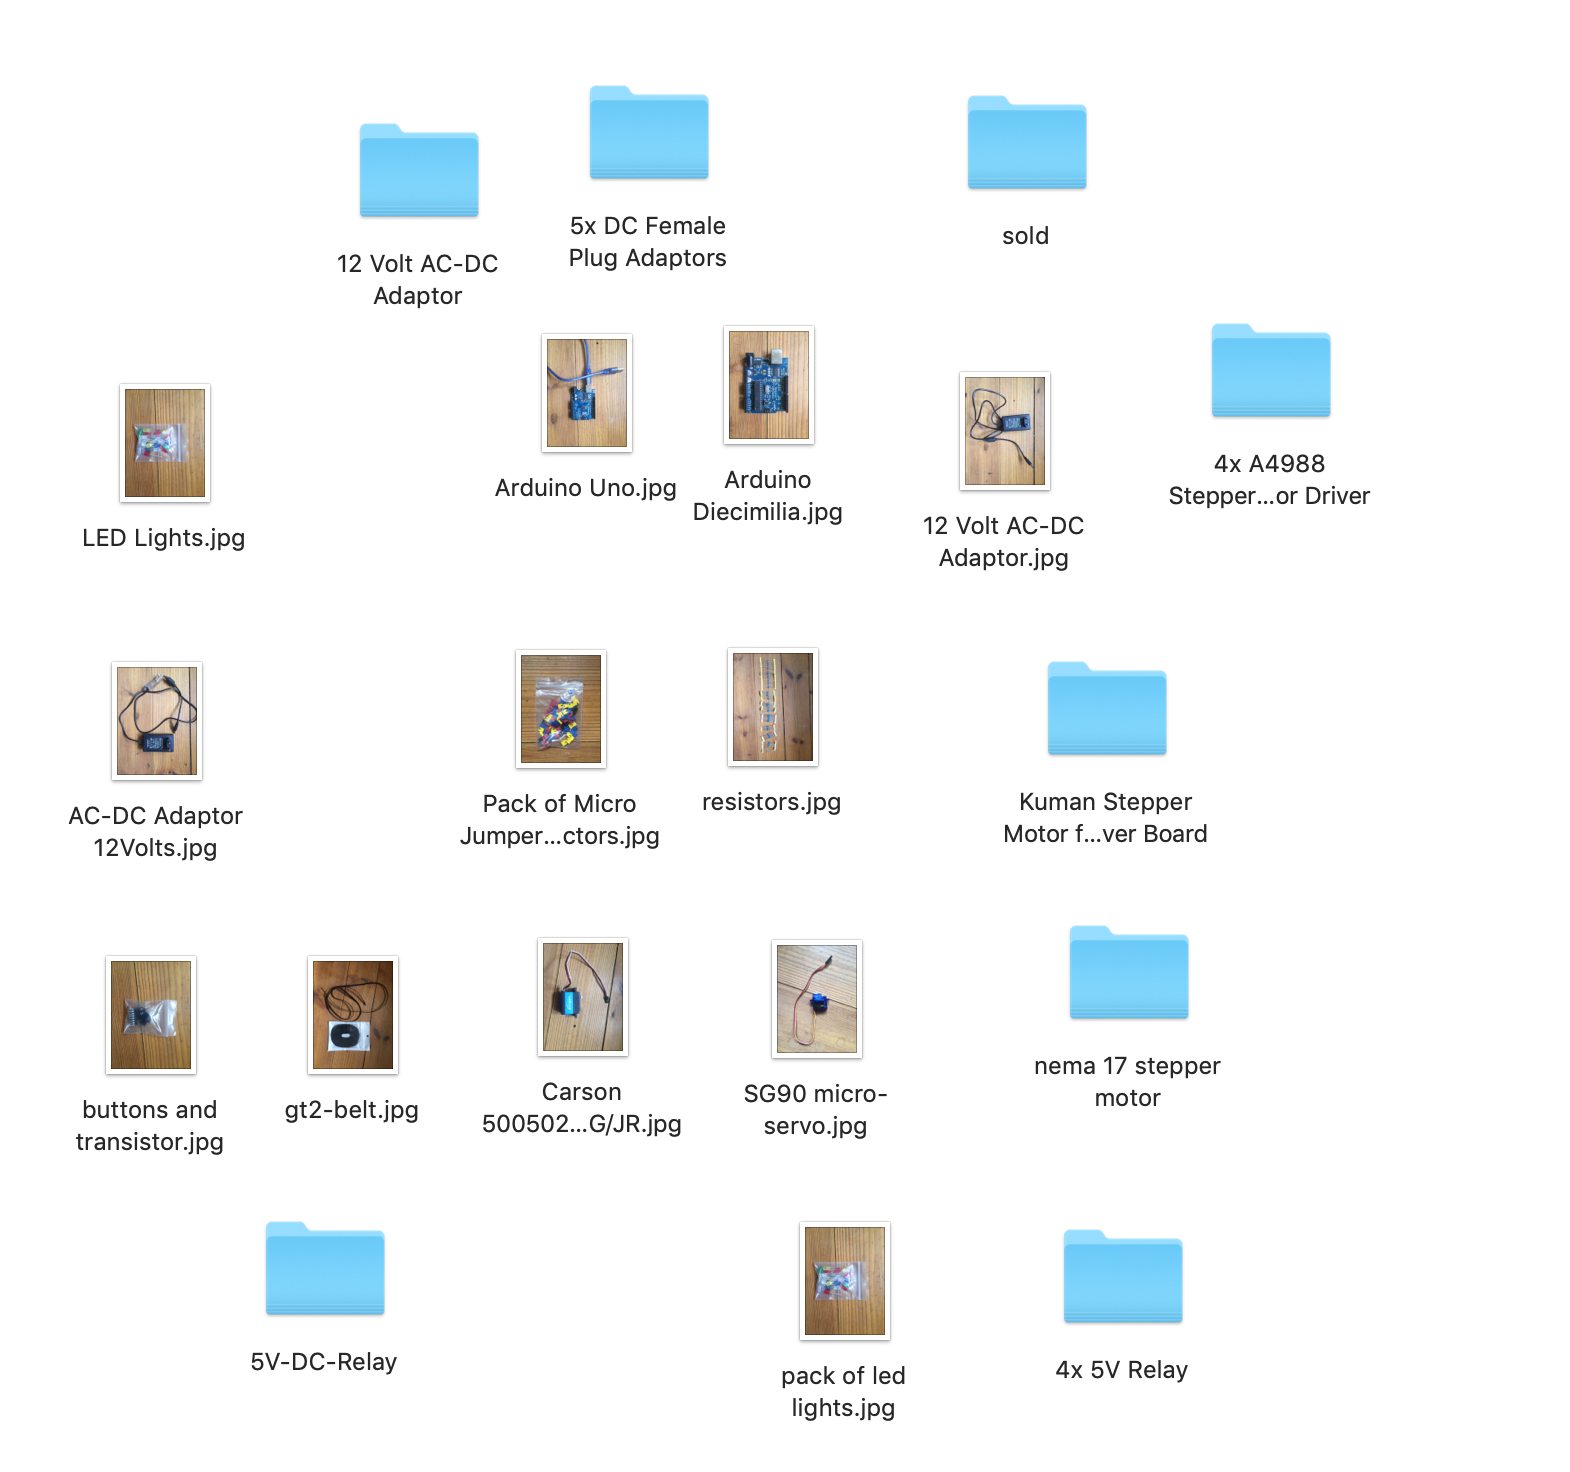 12 Volt AC-DC
Adaptor
5x DC Female
Plug Adaptors
sold
LED Lights.jpg
Arduino Uno.jpg
Arduino
Diecimilia.jpg
12 Volt AC-DC
Adaptor.jpg
4x A4988
Stepper...or Driver
AC-DC Adaptor
12Volts.jpg
Pack of Micro
Jumper...ctors.jpg
resistors.jpg
Kuman Stepper
Motor f...ver Board
buttons and
transistor.jpg
gt2-belt.jpg
Carson
500502...G/JR.jpg
SG90 micro-
servo.jpg
nema 17 stepper
motor
5V-DC-Relay
pack of led
lights.jpg
4x 5V Relay